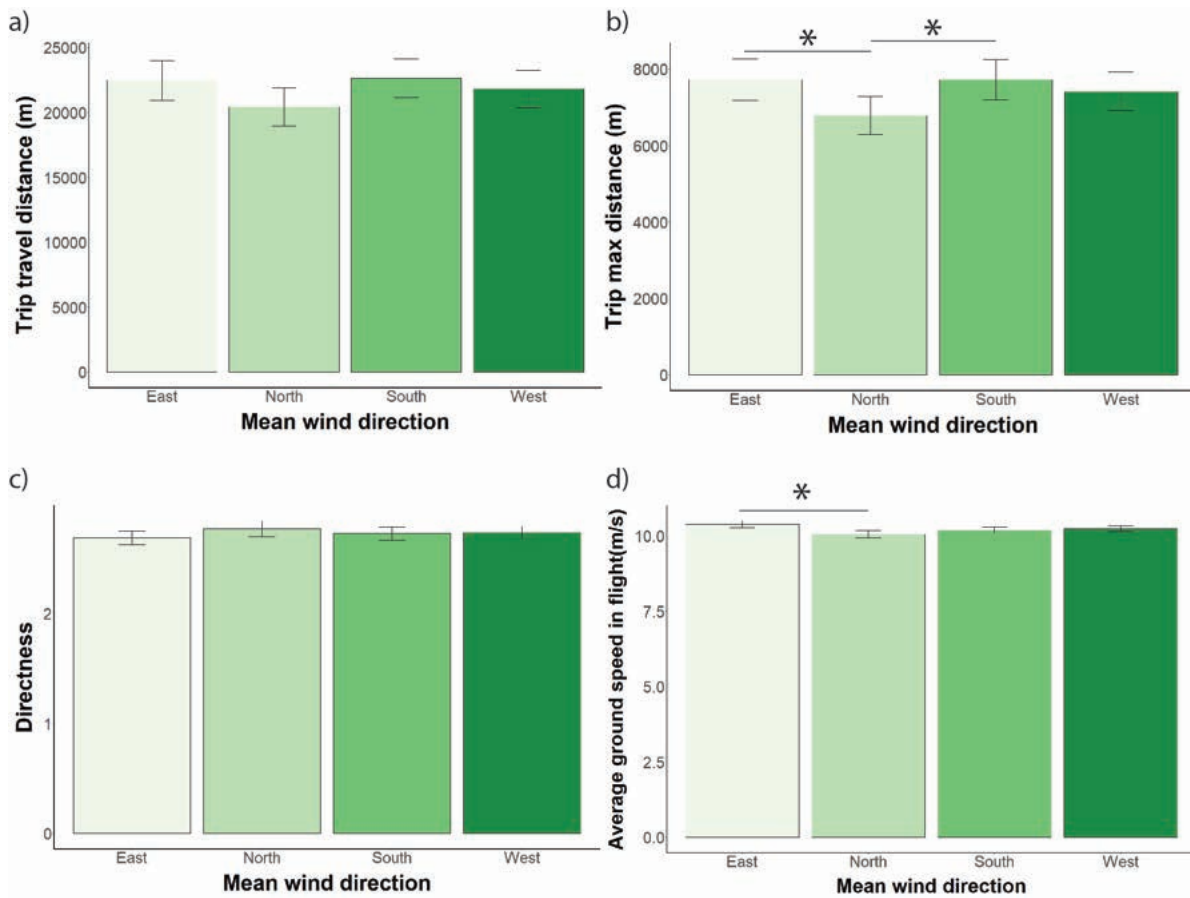 a)
Trip travel distance (m)
25000
20000
15000
10000
5000
0
East North South West
Mean wind direction
b)
* *
Trip max distance (m)
8000
6000
4000
2000
0
East North South West
Mean wind direction
c)
Directness
2
1
0
East North South West
Mean wind direction
d)
*
Average ground speed in flight(m/s)
10.0
7.5
5.0
2.5
0.0
East North South West
Mean wind direction